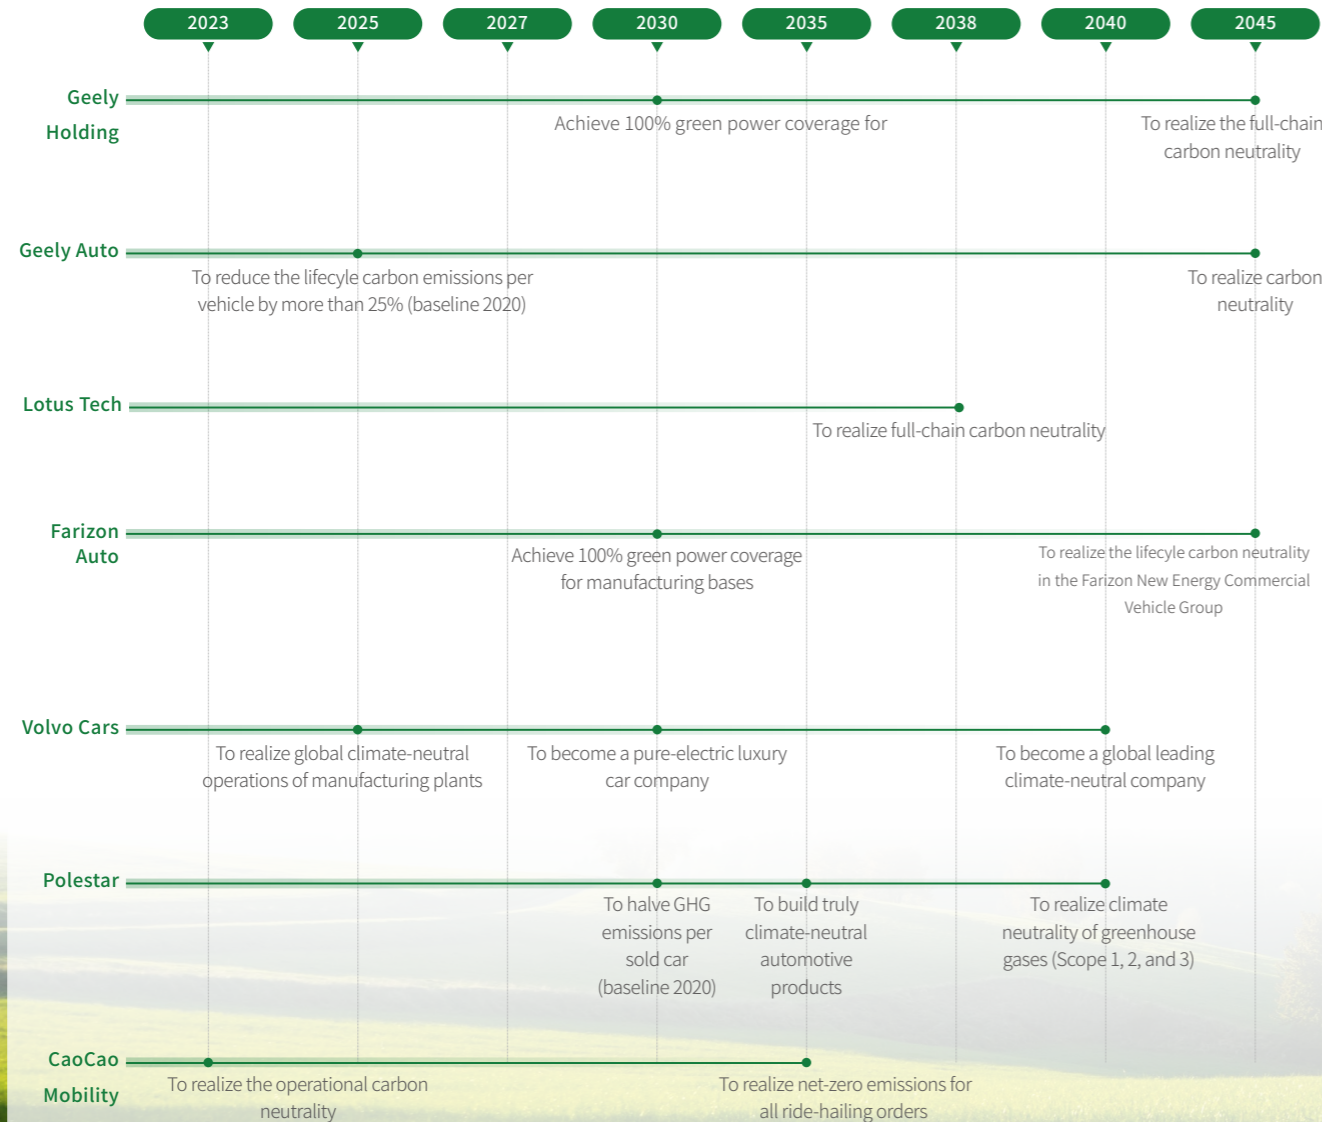 2023
2025
2027
2030
2035
2038
2040
2045
Geely
Holding
Achieve 100% green power coverage for
To realize the full-chain
carbon neutrality
Geely Auto
To reduce the lifecyle carbon emissions per
vehicle by more than 25% (baseline 2020)
To realize carbon
neutrality
Lotus Tech
To realize full-chain carbon neutrality
Farizon
Auto
Achieve 100% green power coverage
for manufacturing bases
To realize the lifecyle carbon neutrality
in the Farizon New Energy Commercial
Vehicle Group
Volvo Cars
To realize global climate-neutral
operations of manufacturing plants
To become a pure-electric luxury
car company
To become a global leading
climate-neutral company
Polestar
To halve GHG
emissions per
sold car
(baseline 2020)
To build truly
climate-neutral
automotive
products
To realize climate
neutrality of greenhouse
gases (Scope 1, 2, and 3)
CaoCao
Mobility
To realize the operational carbon
neutrality
To realize net-zero emissions for
all ride-hailing orders